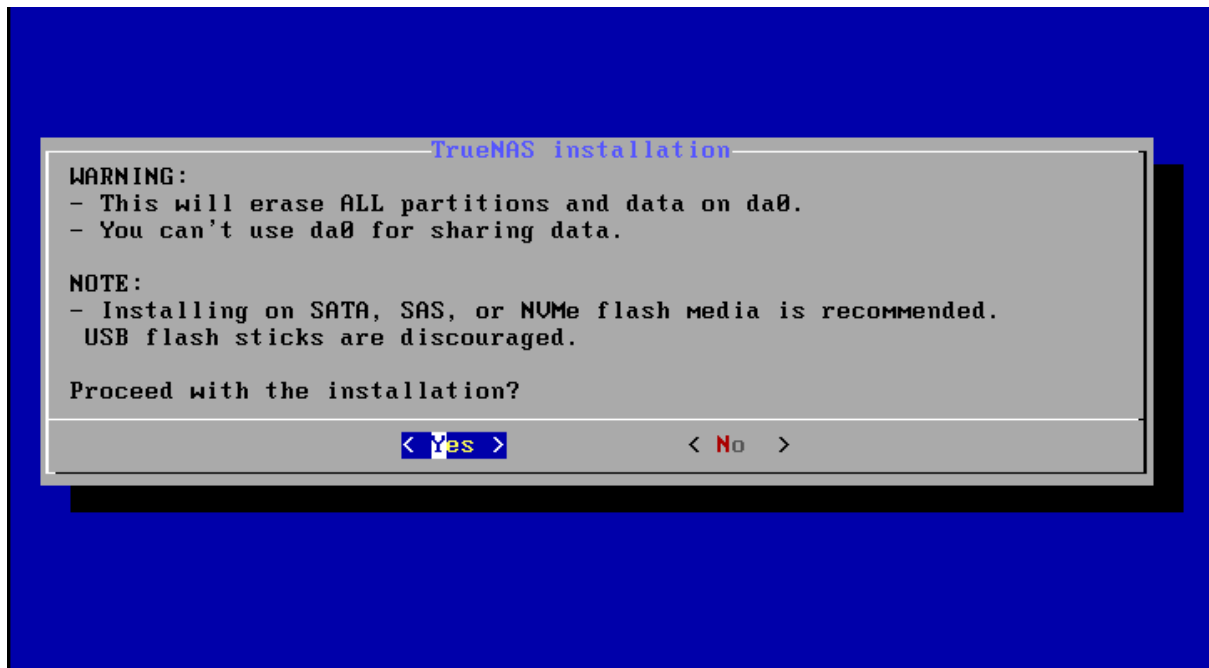 TrueNAS installation
WARNING:
- This will erase ALL partitions and data on da0.
- You can't use da0 for sharing data.
NOTE:
- Installing on SATA, SAS, or NVMe flash media is recommended.
USB flash sticks are discouraged.
Proceed with the installation?
< Yes > < No >